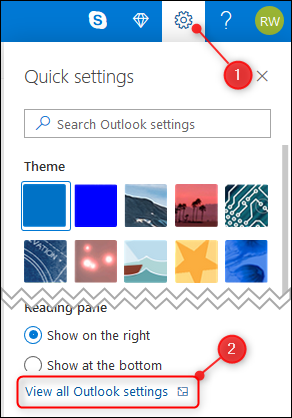 RW
1
Quick settings
Search Outlook settings
Theme
Reading pane
Show on the right
2
Show at the bottom
View all Outlook settings